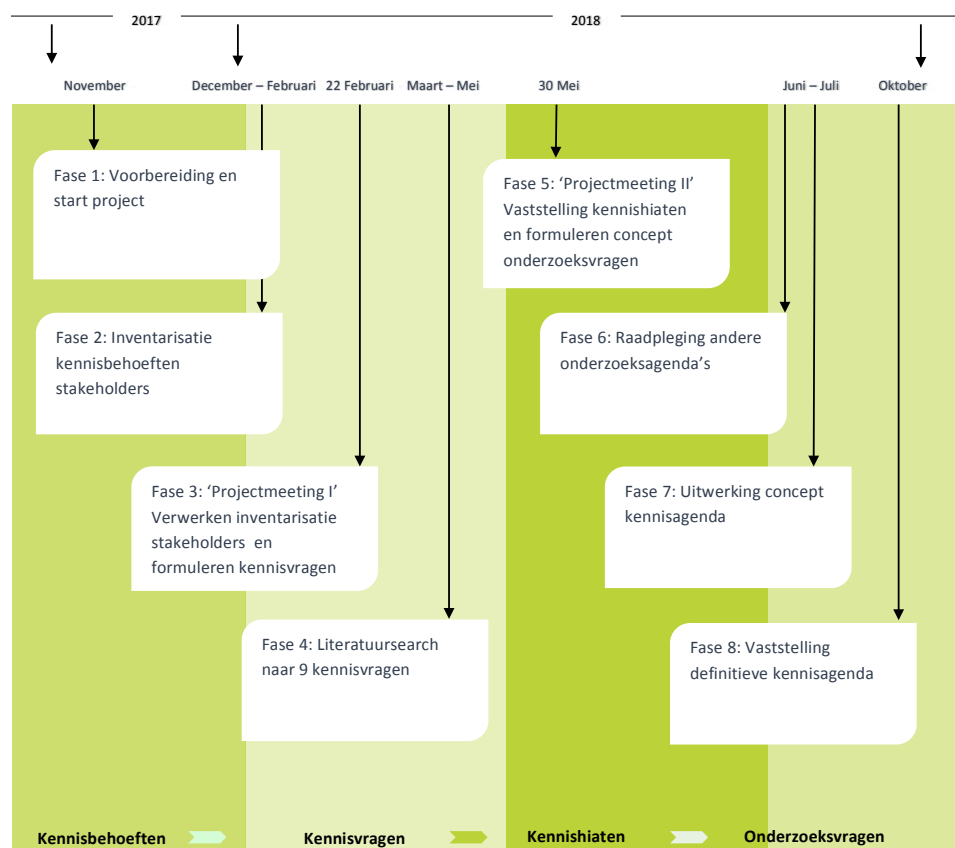 2017
2018
November
December – Februari
22 Februari
Maart – Mei
30 Mei
Juni – Juli
Oktober
Fase 1: Voorbereiding en
start project
Fase 5: ‘Projectmeeting II’
Vaststelling kennishiaten
en formuleren concept
onderzoeksvragen
Fase 2: Inventarisatie
kennisbehoeften
stakeholders
Fase 6: Raadpleging andere
onderzoeksagenda’s
Fase 3: ‘Projectmeeting I’
Verwerken inventarisatie
stakeholders en
formuleren kennisvragen
Fase 7: Uitwerking concept
kennisagenda
Fase 4: Literatuursearch
naar 9 kennisvragen
Fase 8: Vaststelling
definitieve kennisagenda
Kennisbehoeften
Kennisvragen
Kennishiaten
Onderzoeksvragen